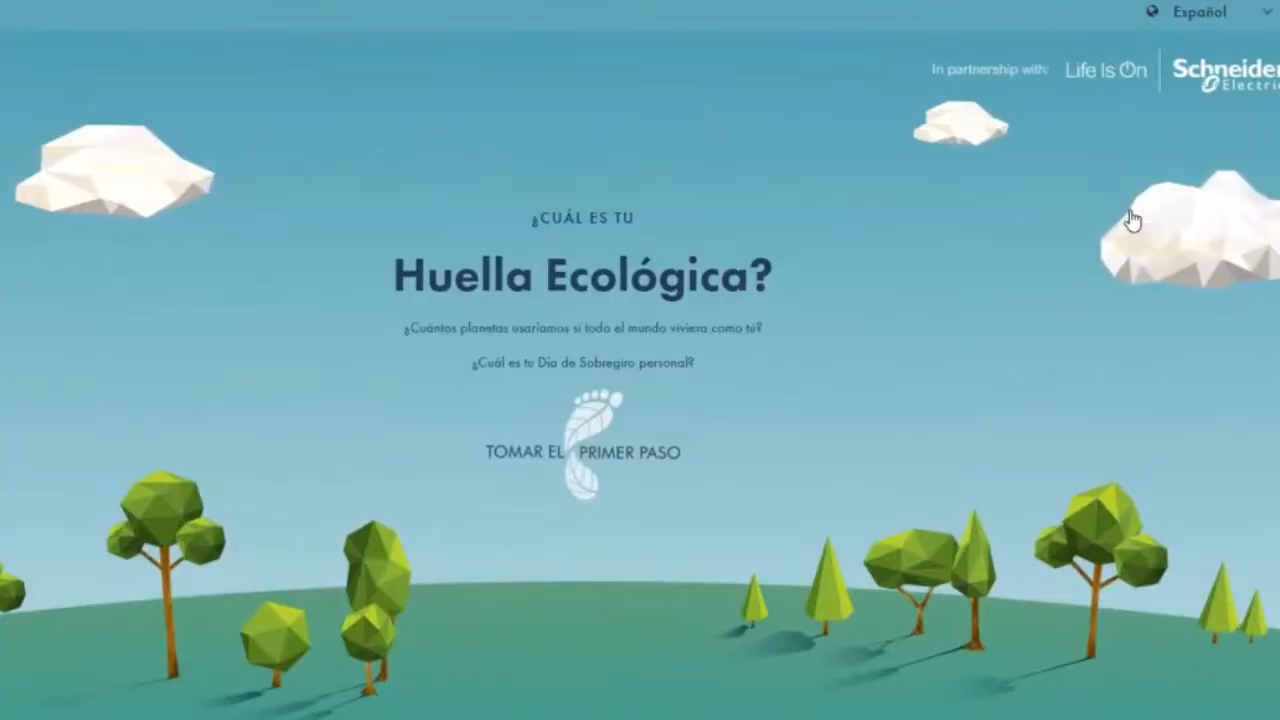 Español
In partnership with: Life Is On Schneider
Electric
¿CUÁL ES TU
Huella Ecológica?
¿Cuántos planetas usaríamos si todo el mundo viviera como tú?
¿Cuál es tu Día de Sobregiro personal?
TOMAR EL PRIMER PASO